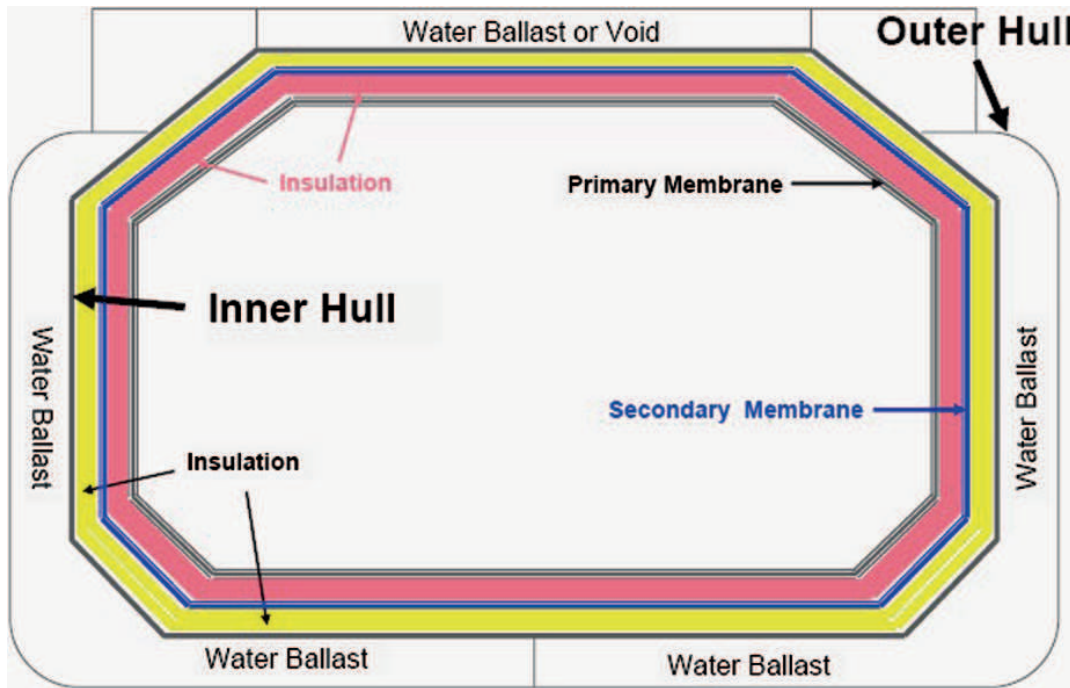 Water Ballast or Void
Outer Hull
Insulation
Primary Membrane
Inner Hull
Water Ballast
Secondary Membrane
Water Ballast
Insulation
Water Ballast
Water Ballast